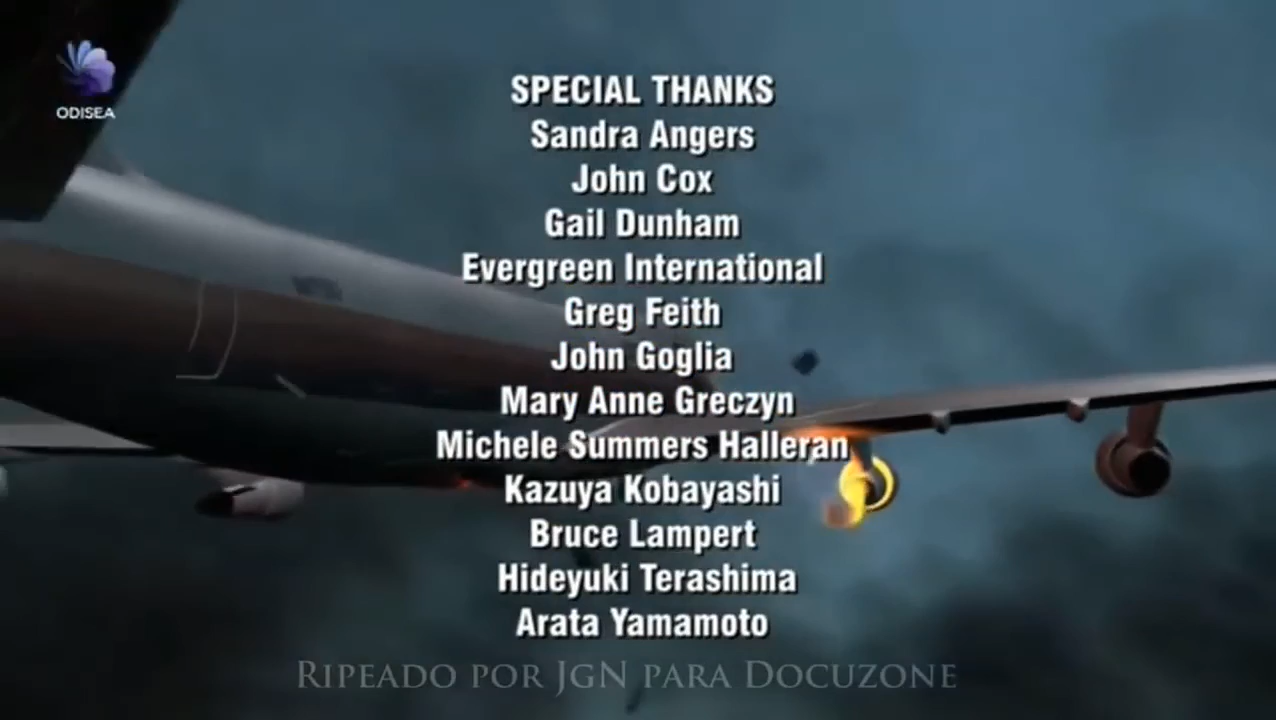 ODISEA
SPECIAL THANKS
Sandra Angers
John Cox
Gail Dunham
Evergreen International
Greg Feith
John Goglia
Mary Anne Greczyn
Michele Summers Halleran
Kazuya Kobayashi
Bruce Lampert
Hideyuki Terashima
Arata Yamamoto
RIPEADO POR JGN PARA DOCUZONE